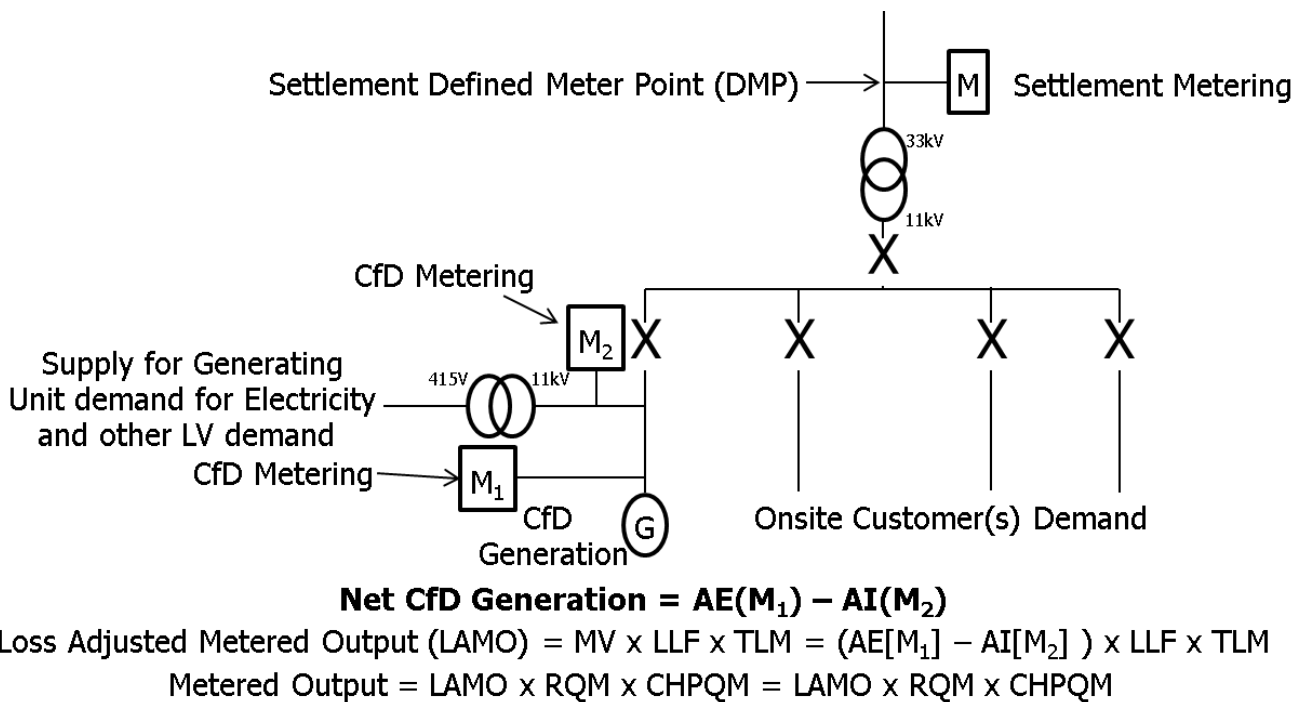 Settlement Defined Meter Point (DMP)
M
Settlement Metering
33kV
11kV
X
CfD Metering
M₂
X
X
X
X
Supply for Generating
Unit demand for Electricity
and other LV demand
415V
11kV
CfD Metering
M₁
CfD
Generation
G
Onsite Customer(s) Demand
Net CfD Generation = AE(M₁) – AI(M₂)
Loss Adjusted Metered Output (LAMO) = MV x LLF x TLM = (AE[M₁] – AI[M₂] ) x LLF x TLM
Metered Output = LAMO x RQM x CHPQM = LAMO x RQM x CHPQM